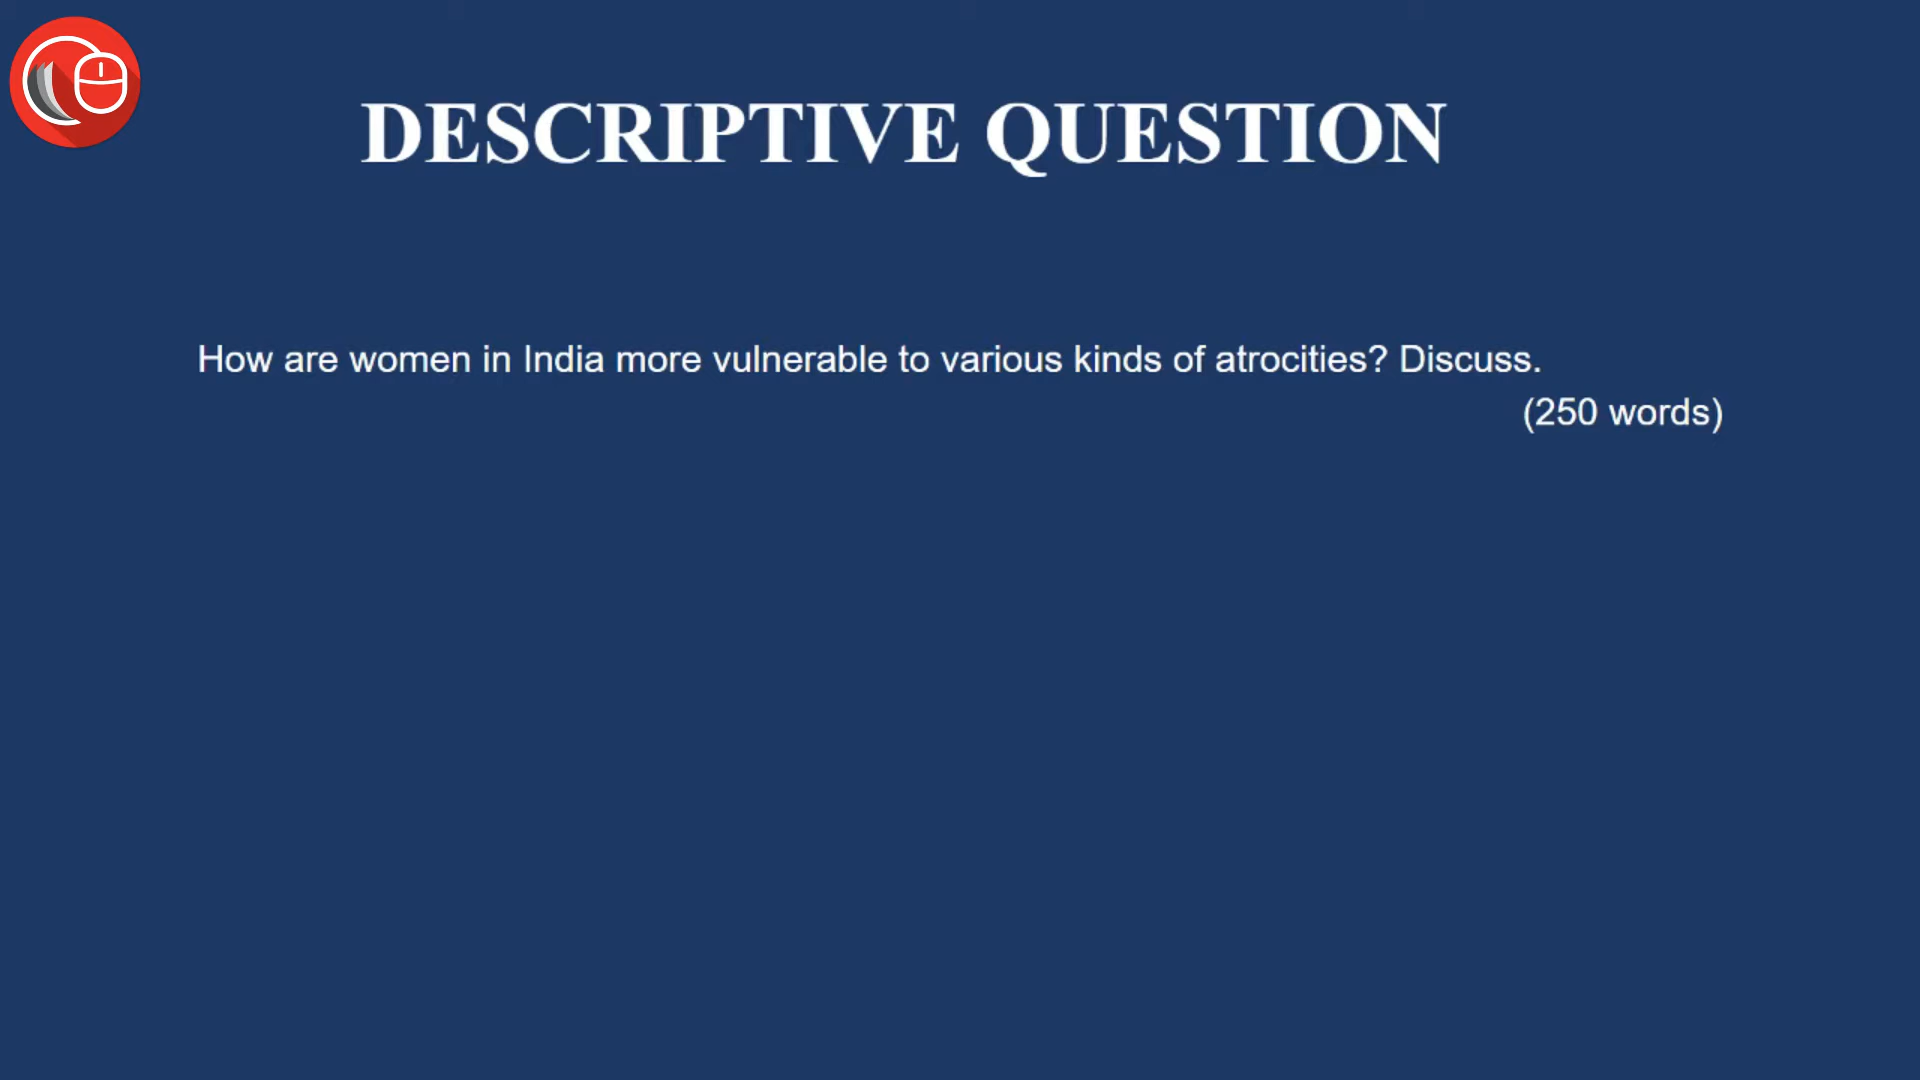 DESCRIPTIVE QUESTION
How are women in India more vulnerable to various kinds of atrocities? Discuss.
(250 words)